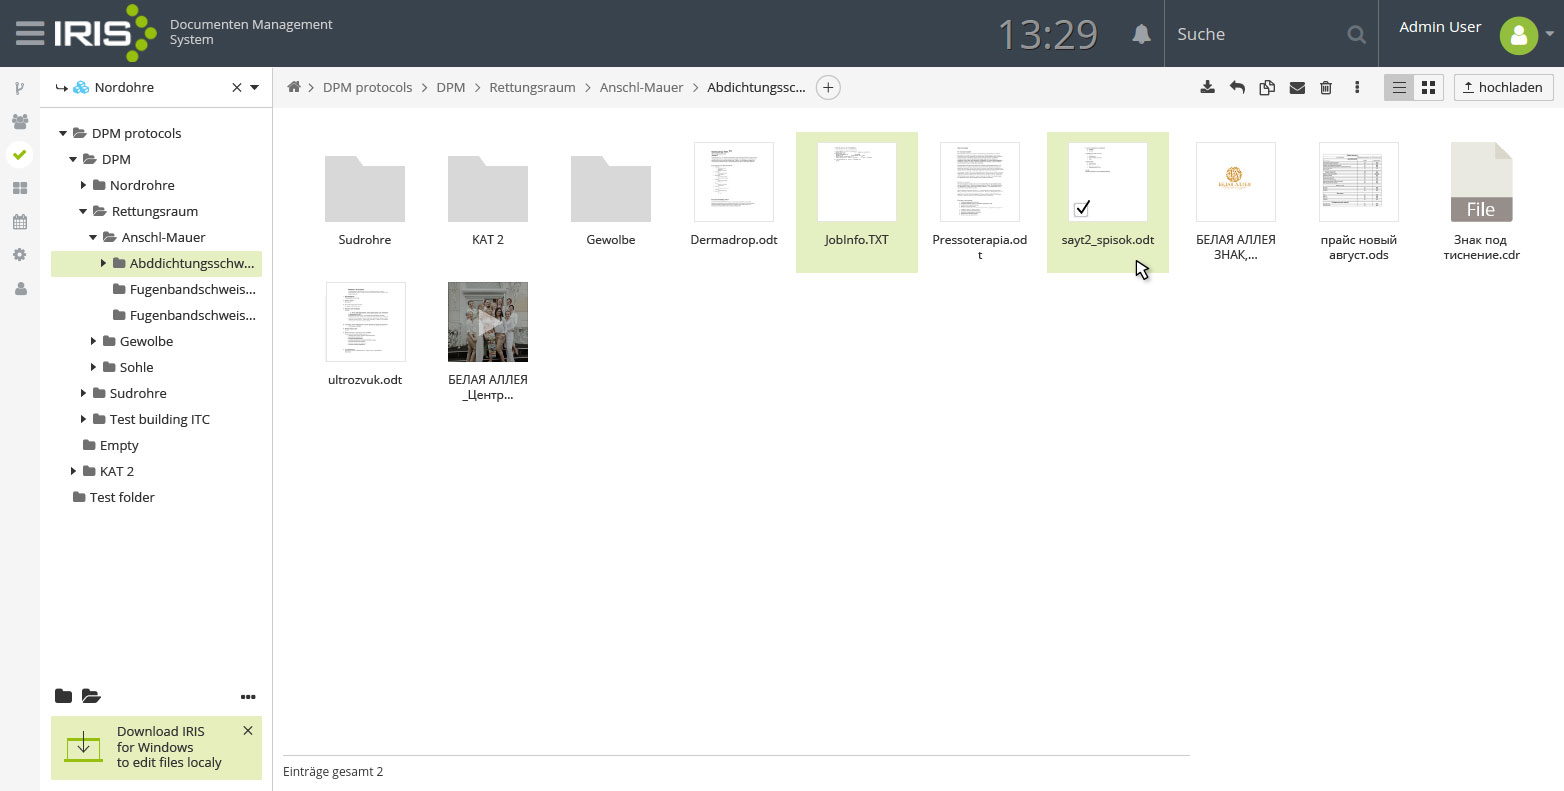 IRIS
Documenten Management
System
13:29
Suche
Admin User
Nordohre
DPM protocols
DPM
Rettungsraum
Anschl-Mauer
Abdichtungssc...
hochladen
DPM protocols
DPM
Nordrohre
Rettungsraum
Anschl-Mauer
Abddichtungsschw...
Fugenbandschweis...
Fugenbandschweis...
Gewolbe
Sohle
Sudrohre
Test building ITC
Empty
KAT 2
Test folder
Download IRIS
for Windows
to edit files localy
Sudrohre
KAT 2
Gewolbe
Dermadrop.odt
JobInfo.TXT
Pressoterapia.od
t
sayt2_spisok.odt
БЕЛАЯ АЛЛЕЯ
БЕЛАЯ АЛЛЕЯ
ЗНАК,...
прайс новый
август.ods
File
Знак под
тиснение.cdr
ultrozvuk.odt
БЕЛАЯ АЛЛЕЯ
_Центр...
Einträge gesamt 2